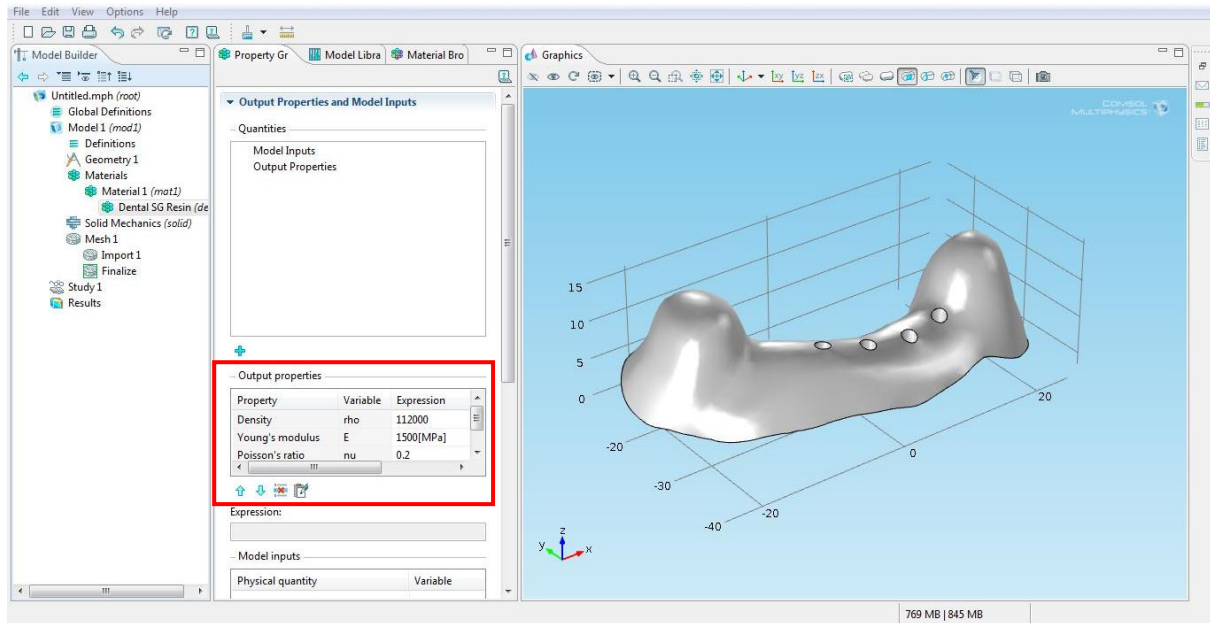 File Edit View Options Help
Model Builder
Property Gr
Model Libra
Material Bro
Graphics
Untitled.mph (root)
Global Definitions
Model 1 (mod1)
Definitions
Geometry 1
Materials
Material 1 (mat1)
Dental SG Resin (de
Solid Mechanics (solid)
Mesh 1
Import 1
Finalize
Study 1
Results
Output Properties and Model Inputs
Quantities
Model Inputs
Output Properties
Output properties
Property Variable Expression
Density rho 112000
Young's modulus E 1500[MPa]
Poisson's ratio nu 0.2
Expression:
Model inputs
Physical quantity Variable
xy yz zx
COMSOL
MULTIPHYSICS
15
10
5
0
-20
-30
-40
-20
0
20
z
y
x
769 MB | 845 MB